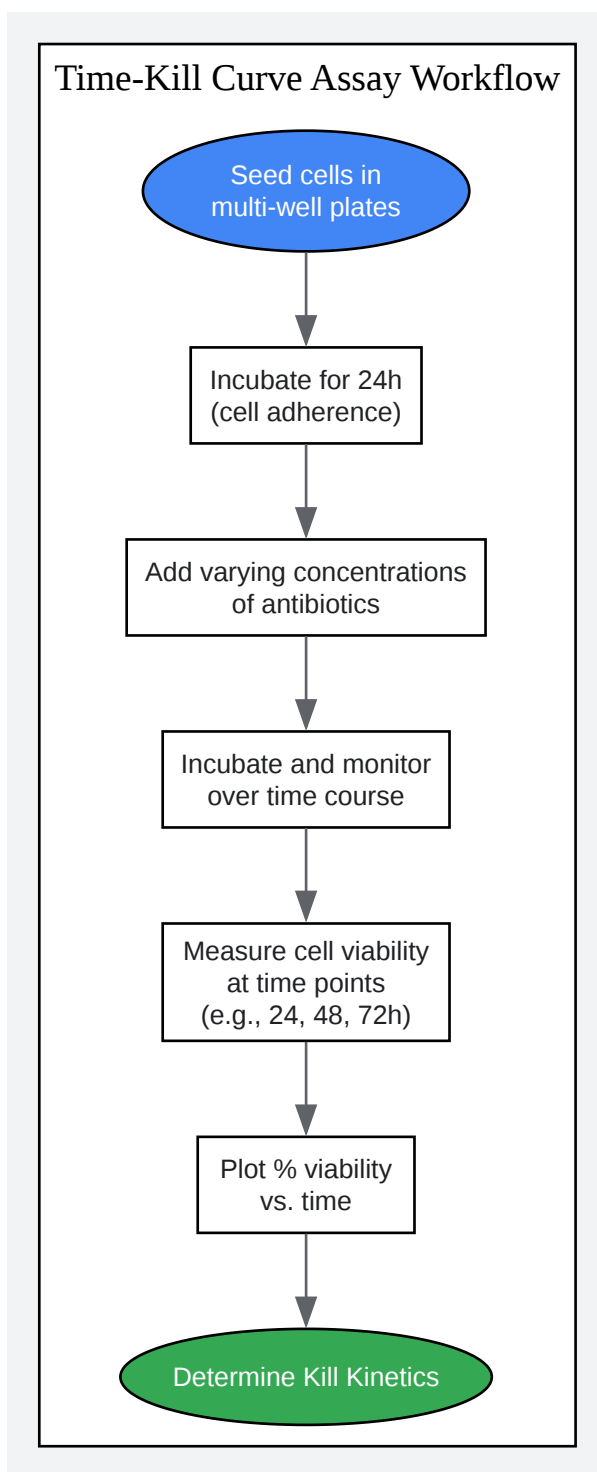 Time-Kill Curve Assay Workflow
Seed cells in
multi-well plates
Incubate for 24h
(cell adherence)
Add varying concentrations
of antibiotics
Incubate and monitor
over time course
Measure cell viability
at time points
(e.g., 24, 48, 72h)
Plot % viability
vs. time
Determine Kill Kinetics